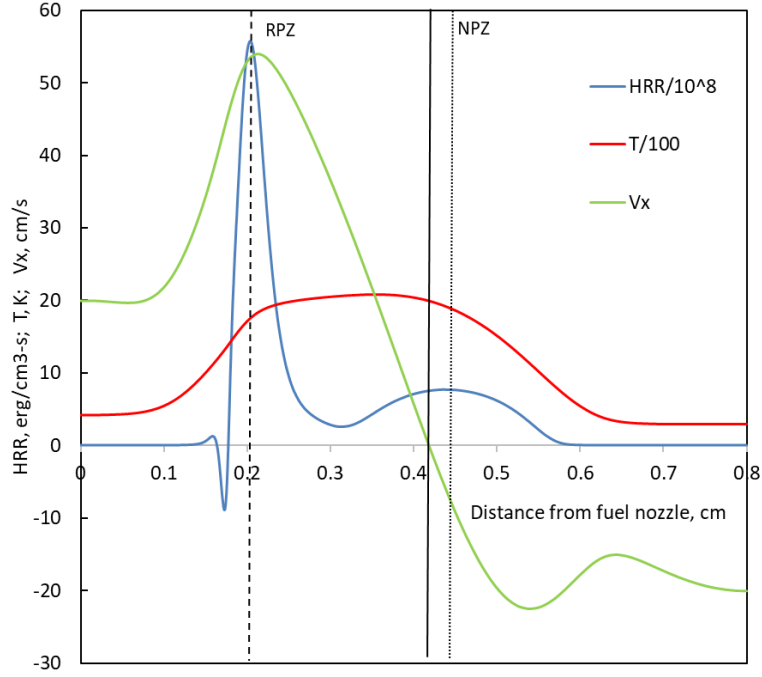 60
RPZ
NPZ
50
HRR/10^8
40
T/100
30
Vx
20
10
0
0 0.1 0.2 0.3 0.4 0.5 0.6 0.7 0.8
-10
Distance from fuel nozzle, cm
-20
-30
HRR, erg/cm3-s; T,K; Vx, cm/s